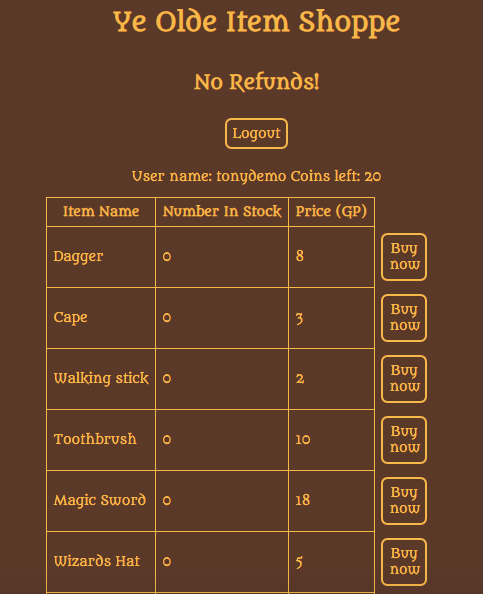 Ye Olde Item Shoppe
No Refunds!
Logout
User name: tonydemo Coins left: 20
Item Name Number In Stock Price (GP)
Dagger 0 8 Buy now
Cape 0 3 Buy now
Walking stick 0 2 Buy now
Toothbrush 0 10 Buy now
Magic Sword 0 18 Buy now
Wizards Hat 0 5 Buy now